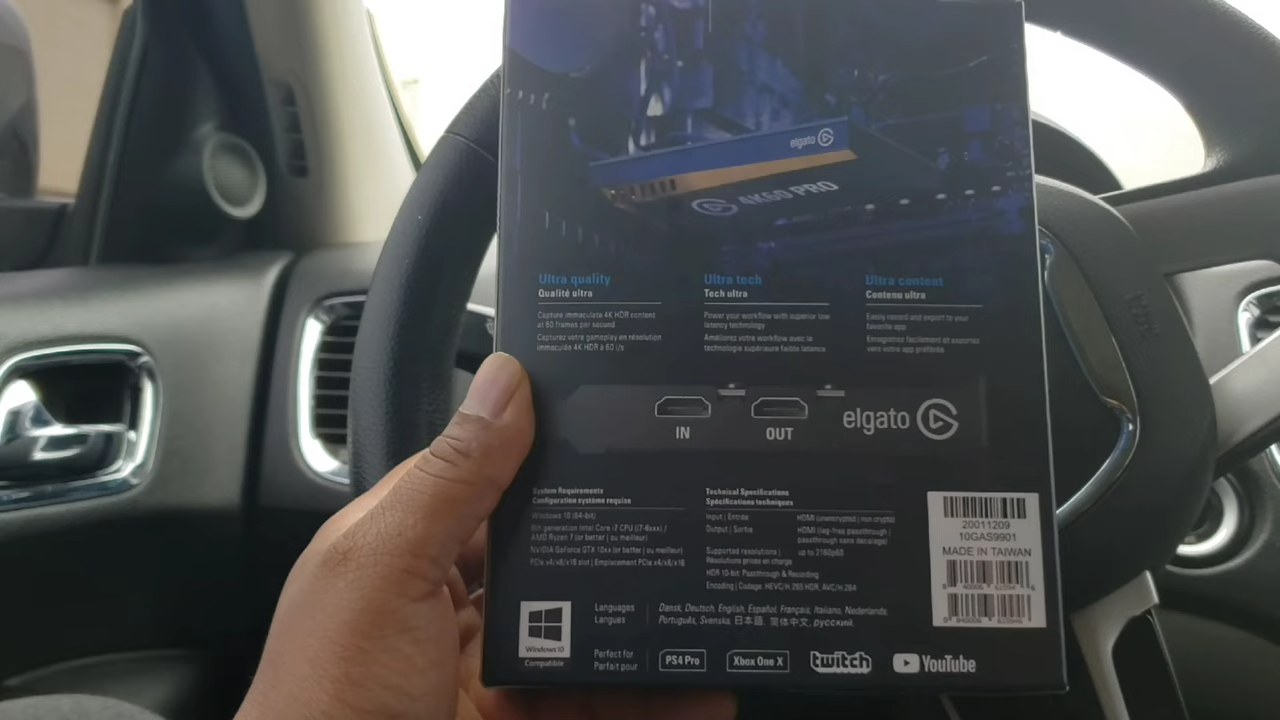 elgato
4K60 PRO
Ultra quality
Qualité ultra
Capture immaculate 4K HDR content
at 60 frames per second
Capturez votre gameplay en résolution
immaculée 4K HDR à 60 i/s
Ultra tech
Tech ultra
Power your workflow with superior low
latency technology
Améliorez votre workflow avec la
technologie supérieure faible latence
Ultra content
Contenu ultra
Easily record and export to your
favorite app
Enregistrez facilement et exportez
vers votre app préférée
IN
OUT
elgato
System Requirements
Configuration système requise
Windows 10 (64-bit)
6th generation Intel Core i7 CPU (i7-6xxx) /
AMD Ryzen 7 (or better | ou meilleur)
NVIDIA GeForce GTX 10xx (or better | ou meilleur)
PCIe x4/x8/x16 slot | Emplacement PCIe x4/x8/x16
Technical Specifications
Spécifications techniques
Input | Entrée HDMI (unencrypted | non crypté)
Output | Sortie HDMI (lag-free passthrough |
passthrough sans décalage)
Supported resolutions | up to 2160p60
Résolutions prises en charge
HDR 10-bit: Passthrough & Recording
Encoding | Codage: HEVC/H.265 HDR, AVC/H.264
20011209
10GAS9901
MADE IN TAIWAN
Windows 10
Compatible
Languages
Langues
Dansk, Deutsch, English, Español, Français, Italiano, Nederlands,
Português, Svenska, 日本語, 简体中文, русский
Perfect for
Parfait pour
PS4 Pro
Xbox One X
twitch
YouTube